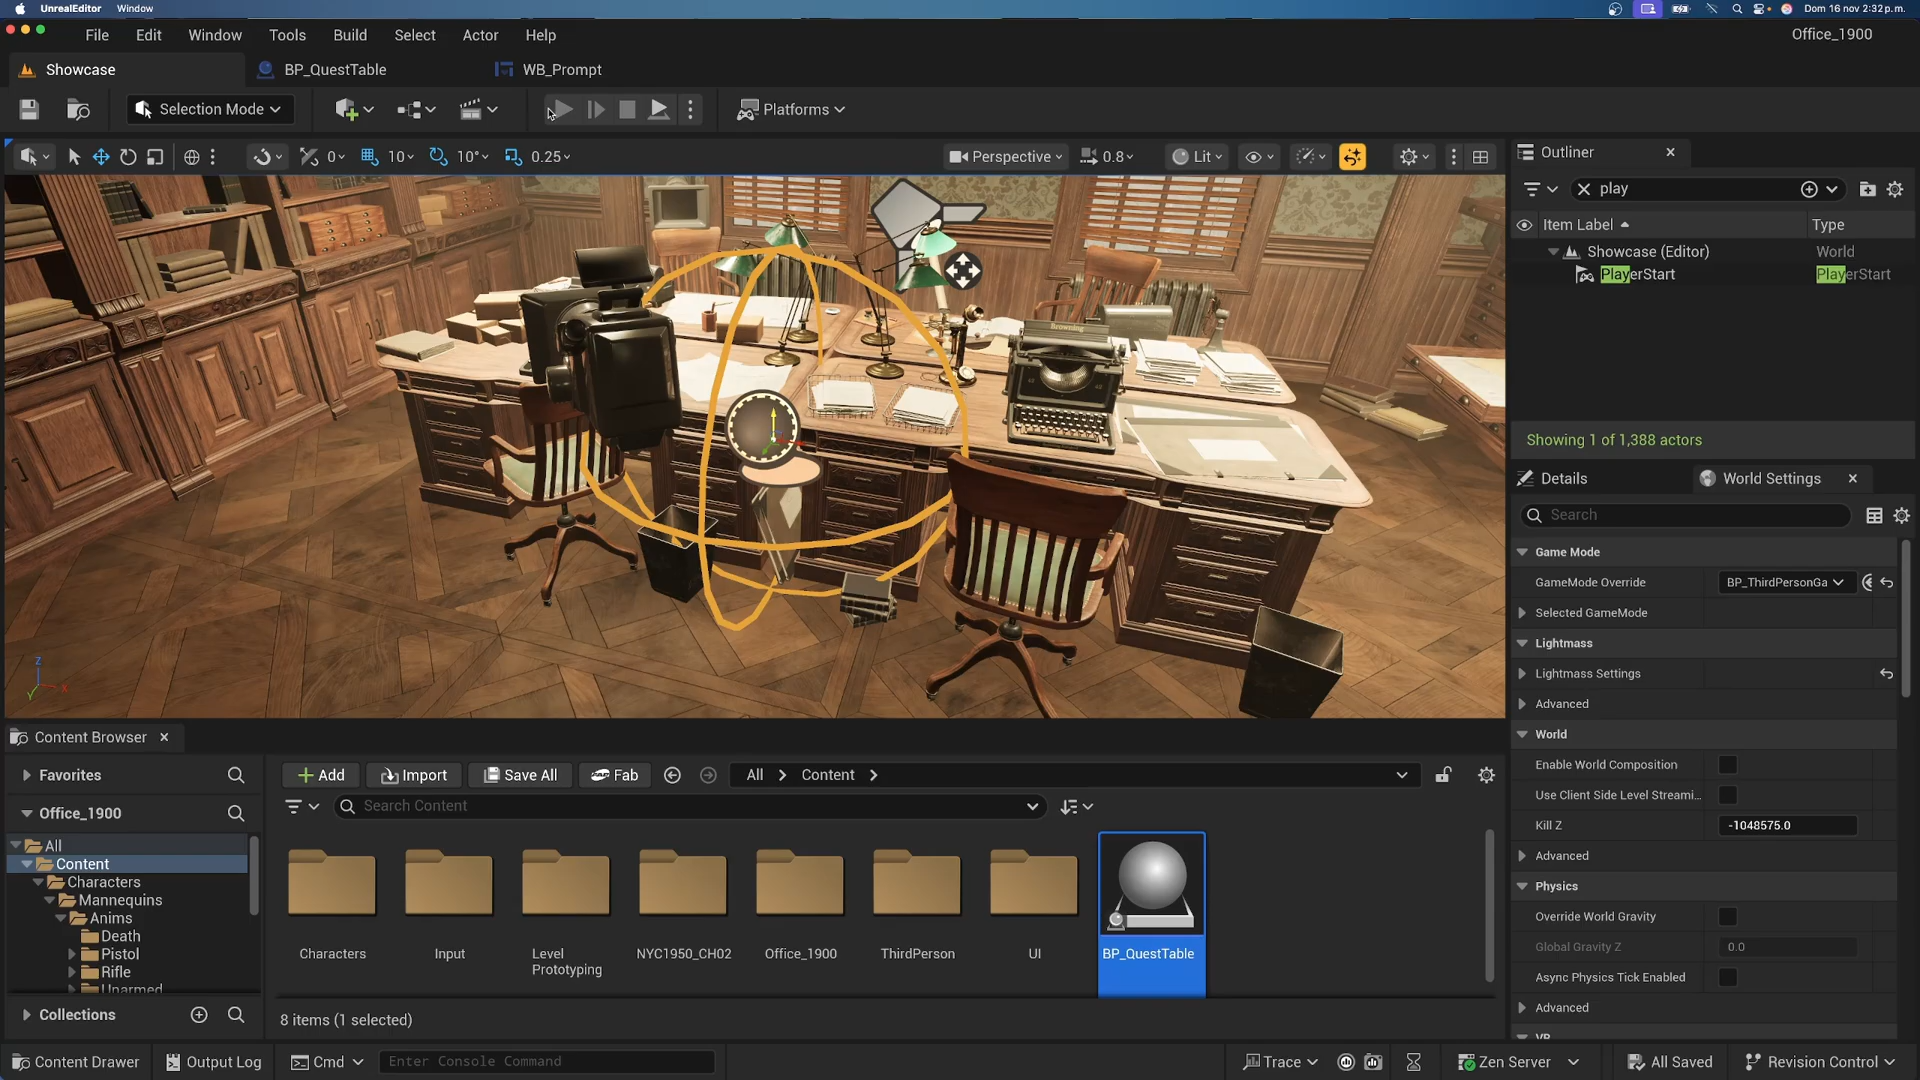 UnrealEditor Window
Dom 16 nov 2:32 p.m.
File Edit Window Tools Build Select Actor Help
Office_1900
Showcase
BP_QuestTable
WB_Prompt
Selection Mode
Platforms
0 10 10° 0.25
Perspective 0.8 Lit
Outliner
play
Item Label Type
Showcase (Editor) World
PlayerStart PlayerStart
Showing 1 of 1,388 actors
Browning
Details World Settings
Search
Game Mode
GameMode Override BP_ThirdPersonGa
Selected GameMode
Lightmass
Lightmass Settings
Advanced
World
Enable World Composition
Use Client Side Level Streami...
Kill Z -1048575.0
Advanced
Physics
Override World Gravity
Global Gravity Z 0.0
Async Physics Tick Enabled
Advanced
VR
Z
X
Y
Content Browser
Favorites
Add Import Save All Fab All Content
Office_1900
Search Content
All
Content
Characters
Mannequins
Anims
Death
Pistol
Rifle
Unarmed
Characters
Input
Level Prototyping
NYC1950_CH02
Office_1900
ThirdPerson
UI
BP_QuestTable
Collections
8 items (1 selected)
Content Drawer Output Log Cmd Enter Console Command
Trace Zen Server All Saved Revision Control